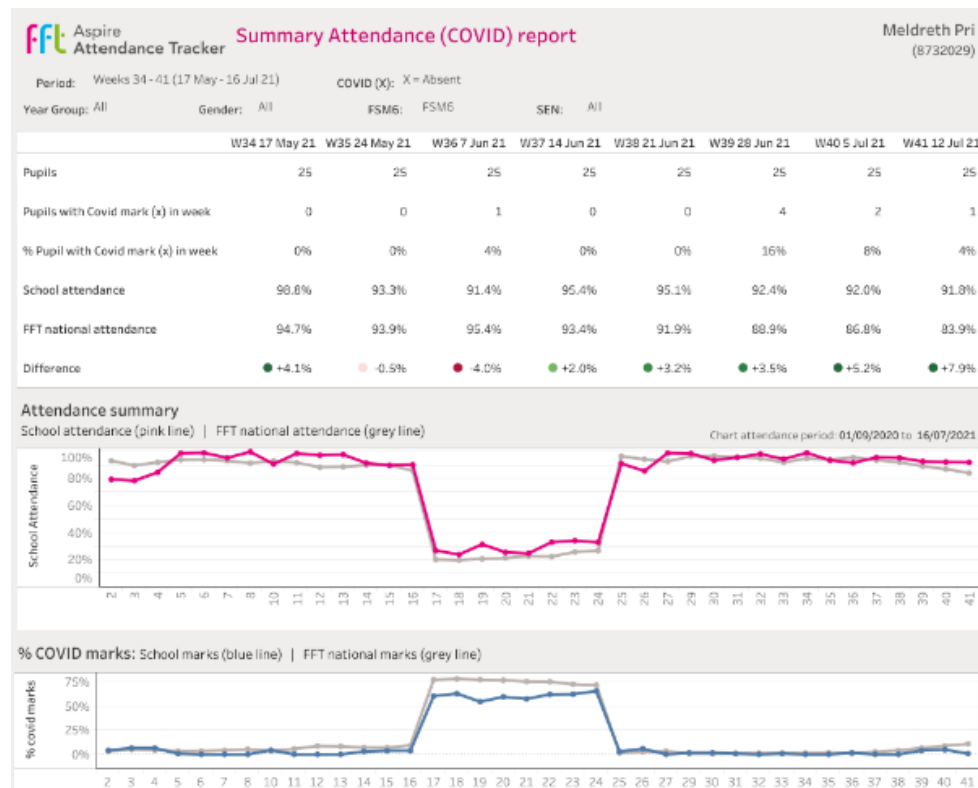 fft Aspire Attendance Tracker Summary Attendance (COVID) report Meldreth Pri
(8732029)
Period: Weeks 34 - 41 (17 May - 16 Jul 21) COVID (X): X = Absent
Year Group: All Gender: All FSM6: FSM6 SEN: All
W34 17 May 21 W35 24 May 21 W36 7 Jun 21 W37 14 Jun 21 W38 21 Jun 21 W39 28 Jun 21 W40 5 Jul 21 W41 12 Jul 21
Pupils 25 25 25 25 25 25 25 25
Pupils with Covid mark (x) in week 0 0 1 0 0 4 2 1
% Pupil with Covid mark (x) in week 0% 0% 4% 0% 0% 16% 8% 4%
School attendance 98.8% 93.3% 91.4% 95.4% 95.1% 92.4% 92.0% 91.8%
FFT national attendance 94.7% 93.9% 95.4% 93.4% 91.9% 88.9% 86.8% 83.9%
Difference +4.1% -0.5% -4.0% +2.0% +3.2% +3.5% +5.2% +7.9%
Attendance summary
School attendance (pink line) | FFT national attendance (grey line) Chart attendance period: 01/09/2020 to 16/07/2021
School Attendance
100%
80%
60%
40%
20%
0%
2 3 4 5 6 7 8 10 11 12 13 14 15 16 17 18 19 20 21 22 23 24 25 26 27 29 30 31 32 33 34 35 36 37 38 39 40 41
% COVID marks: School marks (blue line) | FFT national marks (grey line)
% covid marks
75%
50%
25%
0%
2 3 4 5 6 7 8 10 11 12 13 14 15 16 17 18 19 20 21 22 23 24 25 26 27 29 30 31 32 33 34 35 36 37 38 39 40 41